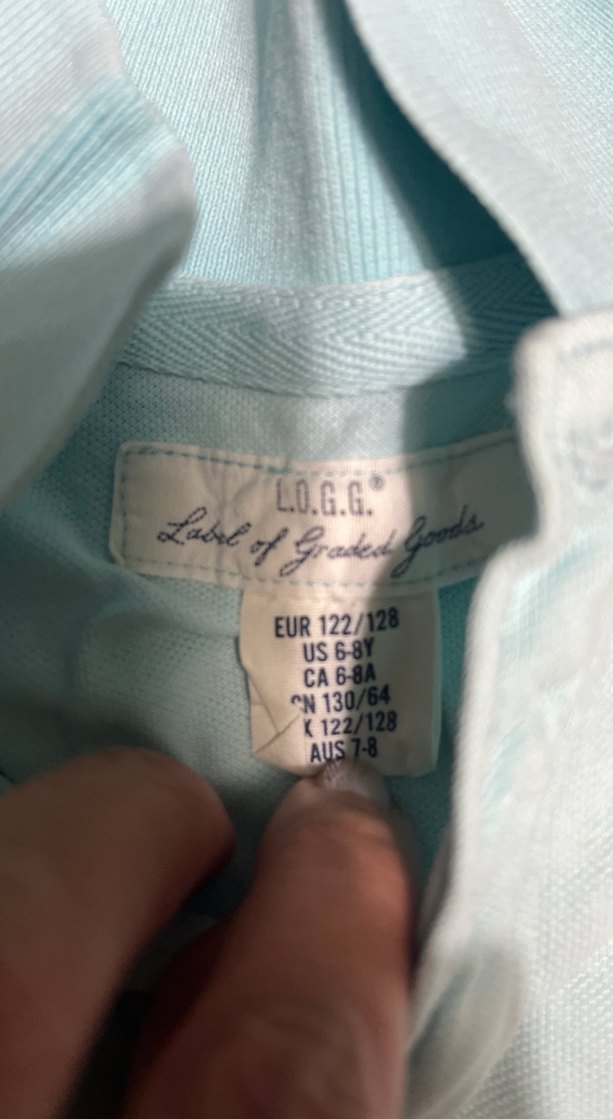 L.O.G.G.®
Label of Graded Goods
EUR 122/128
US 6-8Y
CA 6-8A
CN 130/64
K 122/128
AUS 7-8